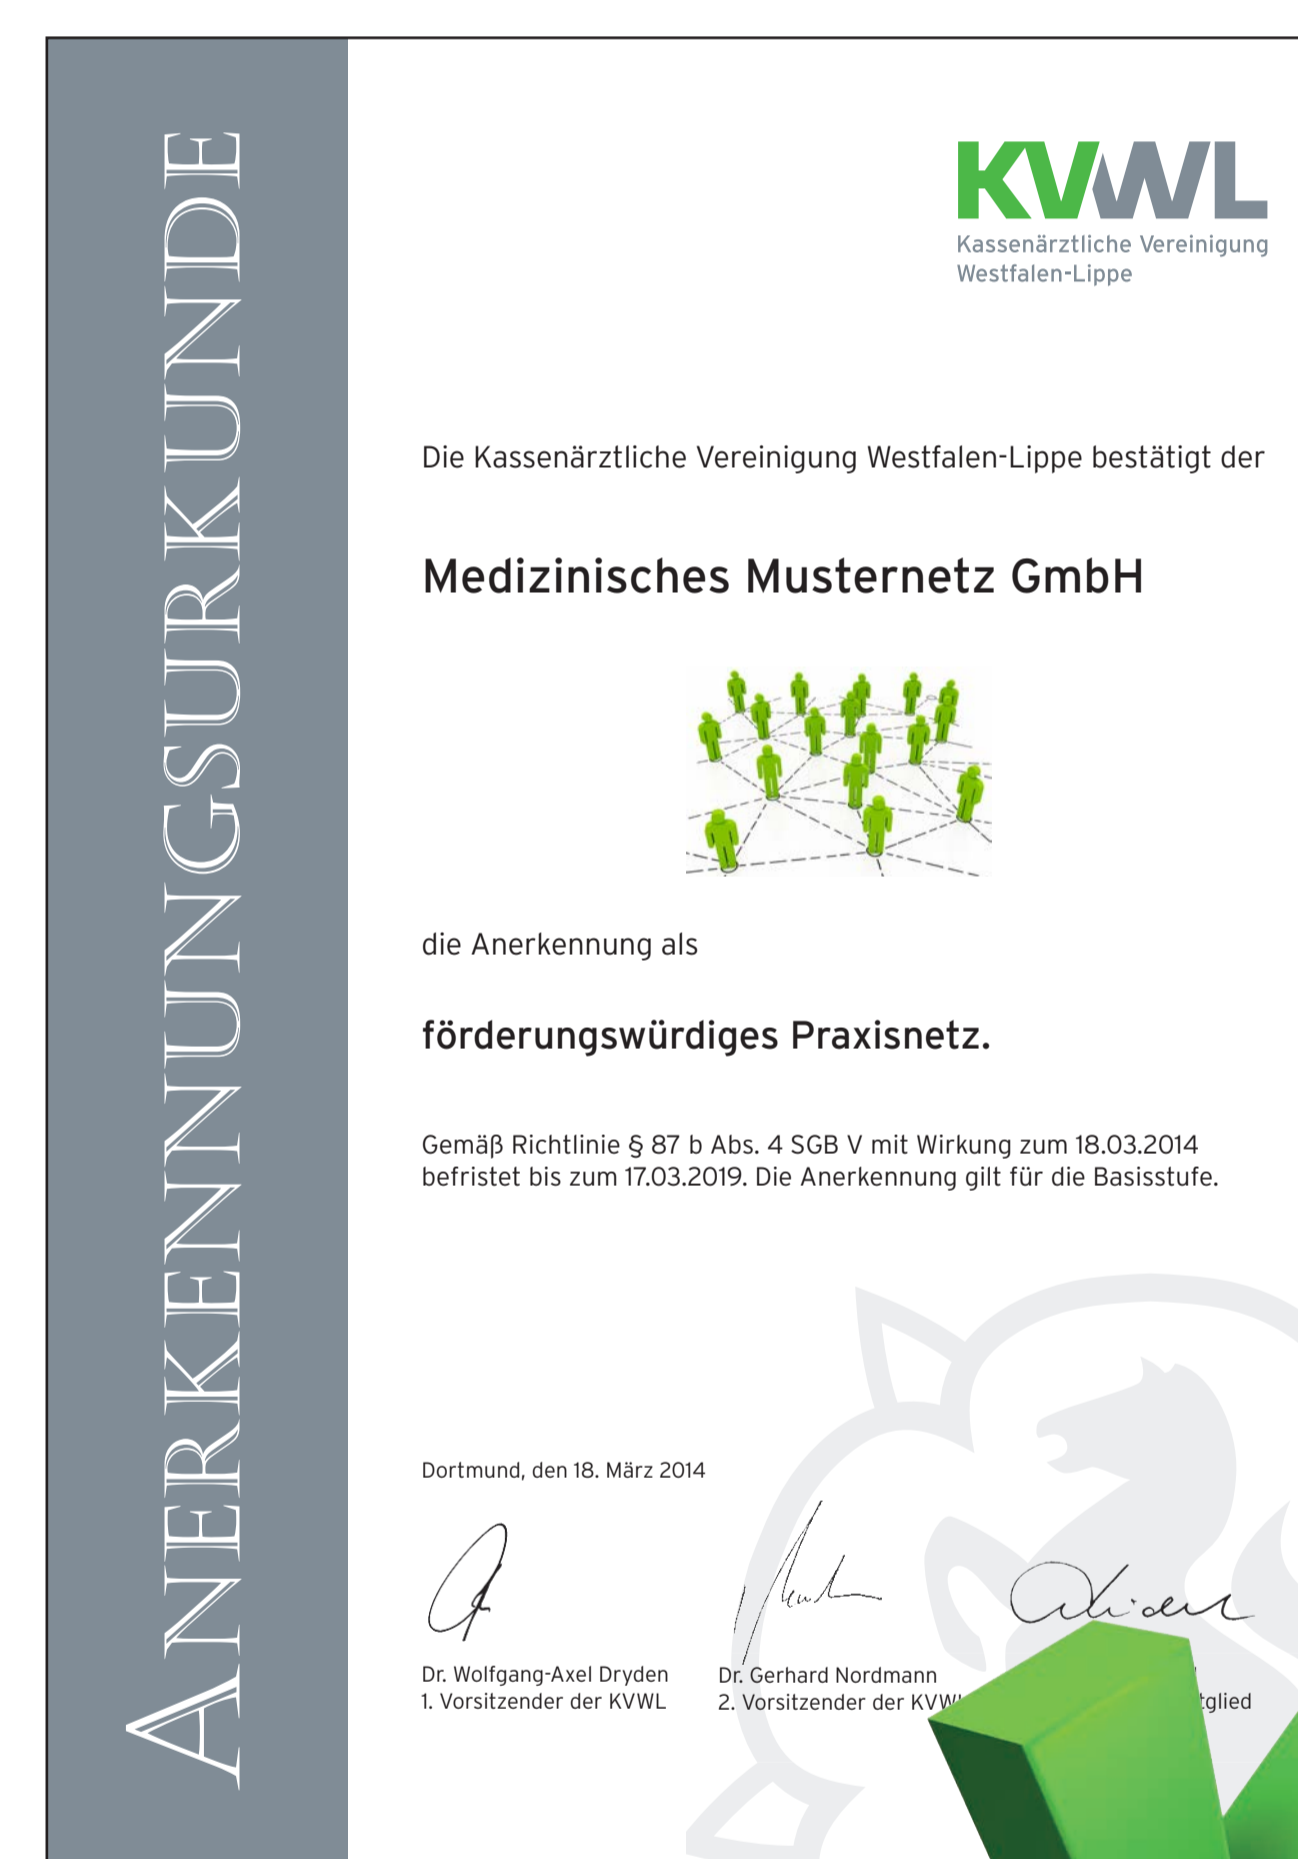 ANERKENNUNGSURKUNDE
KVWL
Kassenärztliche Vereinigung
Westfalen-Lippe
Die Kassenärztliche Vereinigung Westfalen-Lippe bestätigt der
Medizinisches Musternetz GmbH
die Anerkennung als
förderungswürdiges Praxisnetz.
Gemäß Richtlinie § 87 b Abs. 4 SGB V mit Wirkung zum 18.03.2014
befristet bis zum 17.03.2019. Die Anerkennung gilt für die Basisstufe.
Dortmund, den 18. März 2014
Dr. Wolfgang-Axel Dryden
1. Vorsitzender der KVWL
Dr. Gerhard Nordmann
2. Vorsitzender der